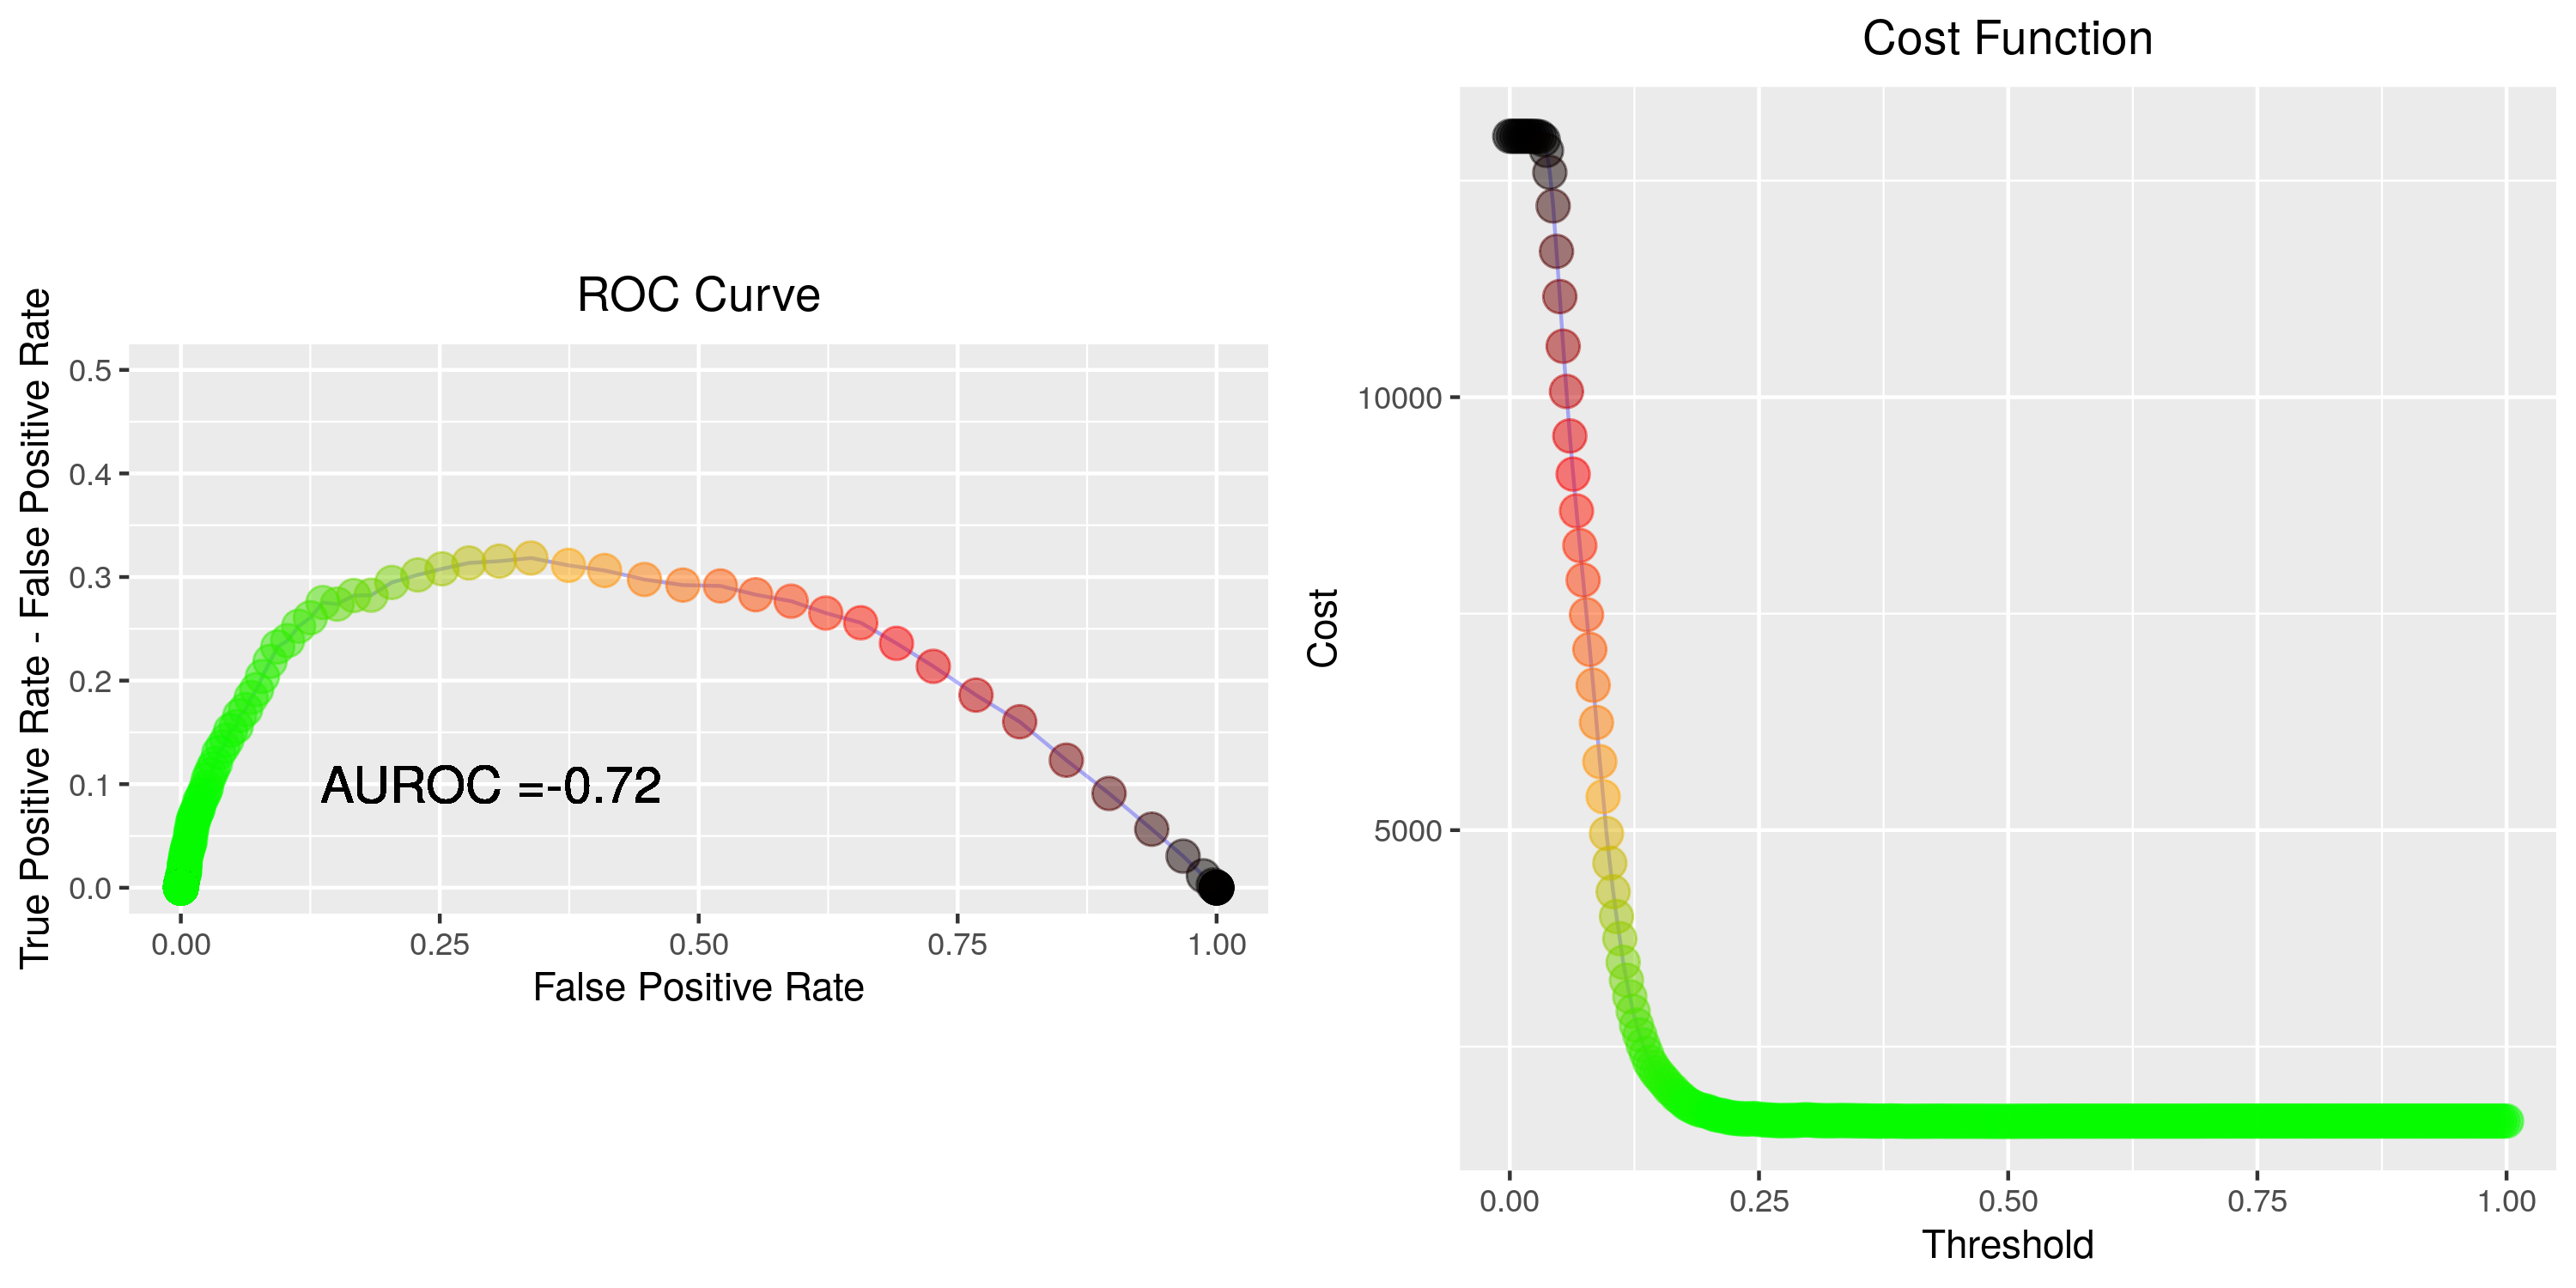 ROC Curve
True Positive Rate - False Positive Rate
0.5
0.4
0.3
0.2
0.1
0.0
AUROC =-0.72
0.00 0.25 0.50 0.75 1.00
False Positive Rate
Cost Function
Cost
10000
5000
0.00 0.25 0.50 0.75 1.00
Threshold